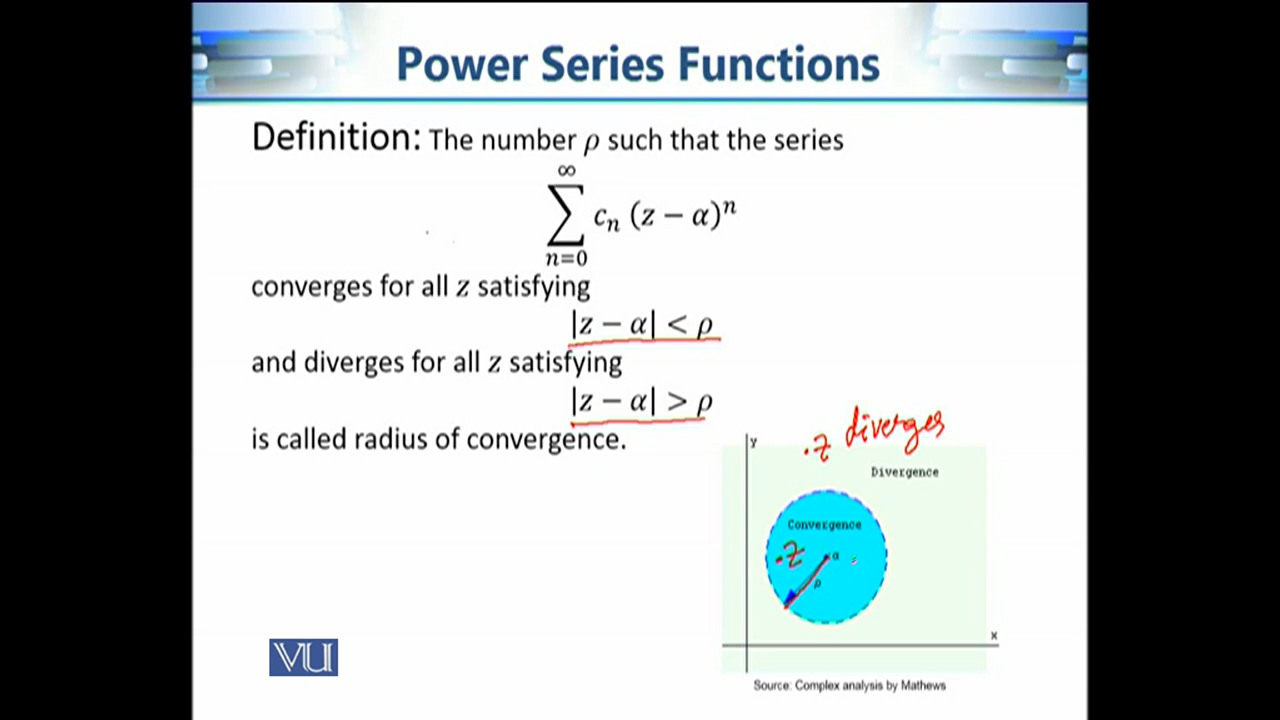 Power Series Functions
Definition: The number ρ such that the series
∞
∑ cₙ (z − α)ⁿ
n=0
converges for all z satisfying
|z − α| < ρ
and diverges for all z satisfying
|z − α| > ρ
is called radius of convergence.
.z diverges
Y
Divergence
Convergence
.z
α
ρ
X
VU
Source: Complex analysis by Mathews